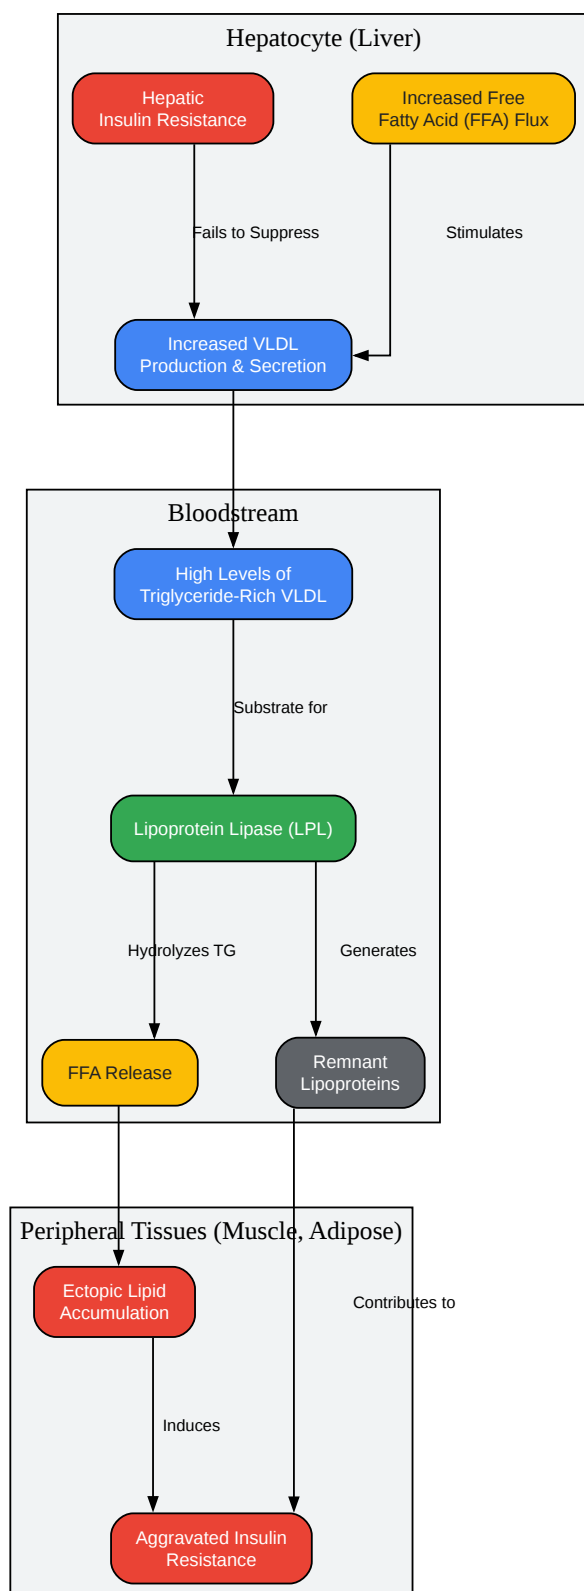 Hepatocyte (Liver)
Hepatic
Insulin Resistance
Increased Free
Fatty Acid (FFA) Flux
Fails to Suppress
Stimulates
Increased VLDL
Production & Secretion
Bloodstream
High Levels of
Triglyceride-Rich VLDL
Substrate for
Lipoprotein Lipase (LPL)
Hydrolyzes TG
Generates
FFA Release
Remnant
Lipoproteins
Peripheral Tissues (Muscle, Adipose)
Ectopic Lipid
Accumulation
Contributes to
Induces
Aggravated Insulin
Resistance